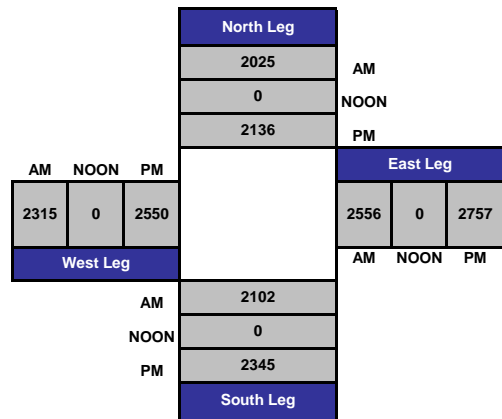 North Leg
2025 AM
0 NOON
2136 PM
AM NOON PM
East Leg
2315 0 2550
2556 0 2757
West Leg
AM NOON PM
AM 2102
NOON 0
PM 2345
South Leg